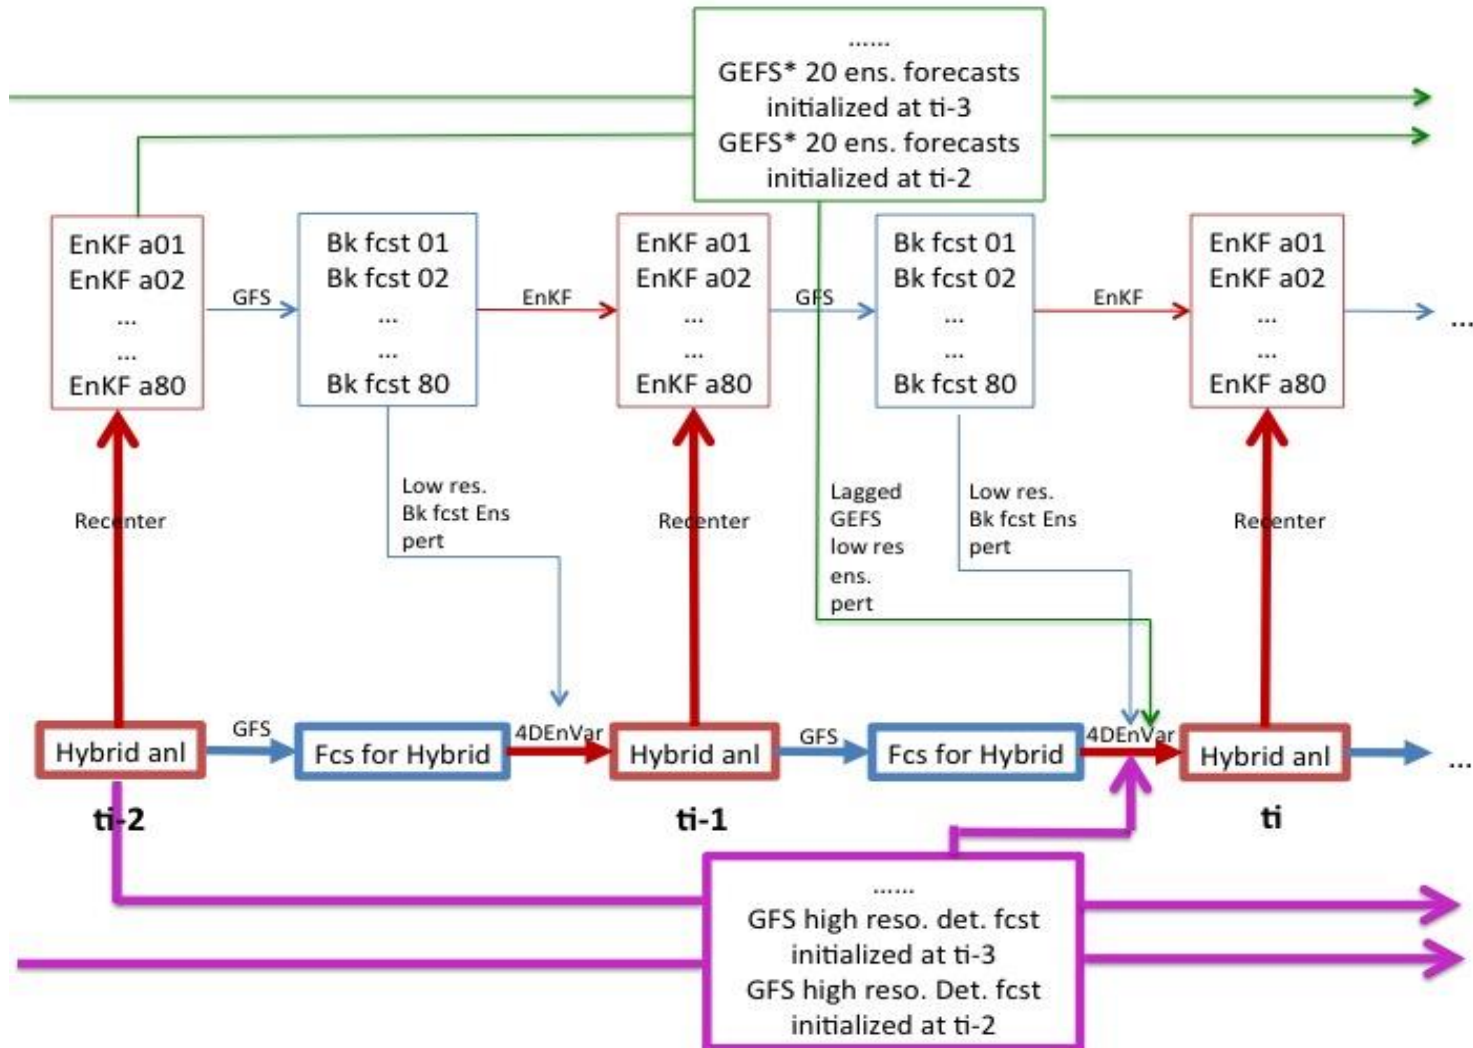 ......
GEFS* 20 ens. forecasts
initialized at ti-3
GEFS* 20 ens. forecasts
initialized at ti-2
EnKF a01
EnKF a02
...
...
EnKF a80
GFS
Bk fcst 01
Bk fcst 02
...
...
Bk fcst 80
EnKF
EnKF a01
EnKF a02
...
...
EnKF a80
GFS
Bk fcst 01
Bk fcst 02
...
...
Bk fcst 80
EnKF
EnKF a01
EnKF a02
...
...
EnKF a80
...
Recenter
Low res.
Bk fcst Ens
pert
Recenter
Lagged
GEFS
low res
ens.
pert
Low res.
Bk fcst Ens
pert
Recenter
Hybrid anl
GFS
Fcs for Hybrid
4DEnVar
Hybrid anl
GFS
Fcs for Hybrid
4DEnVar
Hybrid anl
...
ti-2
ti-1
ti
......
GFS high reso. det. fcst
initialized at ti-3
GFS high reso. Det. fcst
initialized at ti-2